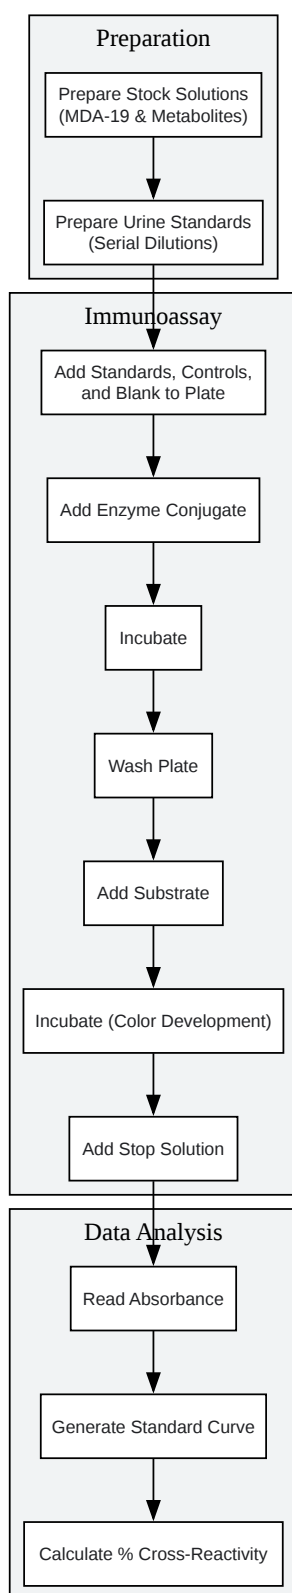 Preparation
Prepare Stock Solutions
(MDA-19 & Metabolites)
Prepare Urine Standards
(Serial Dilutions)
Immunoassay
Add Standards, Controls,
and Blank to Plate
Add Enzyme Conjugate
Incubate
Wash Plate
Add Substrate
Incubate (Color Development)
Add Stop Solution
Data Analysis
Read Absorbance
Generate Standard Curve
Calculate % Cross-Reactivity